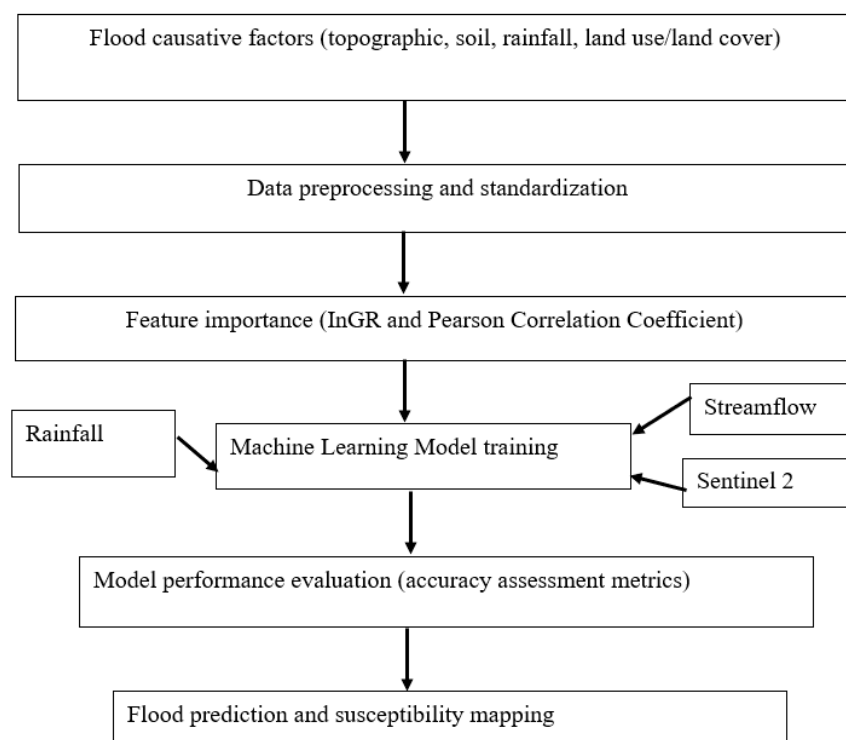 Flood causative factors (topographic, soil, rainfall, land use/land cover)
Data preprocessing and standardization
Feature importance (InGR and Pearson Correlation Coefficient)
Streamflow
Rainfall
Machine Learning Model training
Sentinel 2
Model performance evaluation (accuracy assessment metrics)
Flood prediction and susceptibility mapping